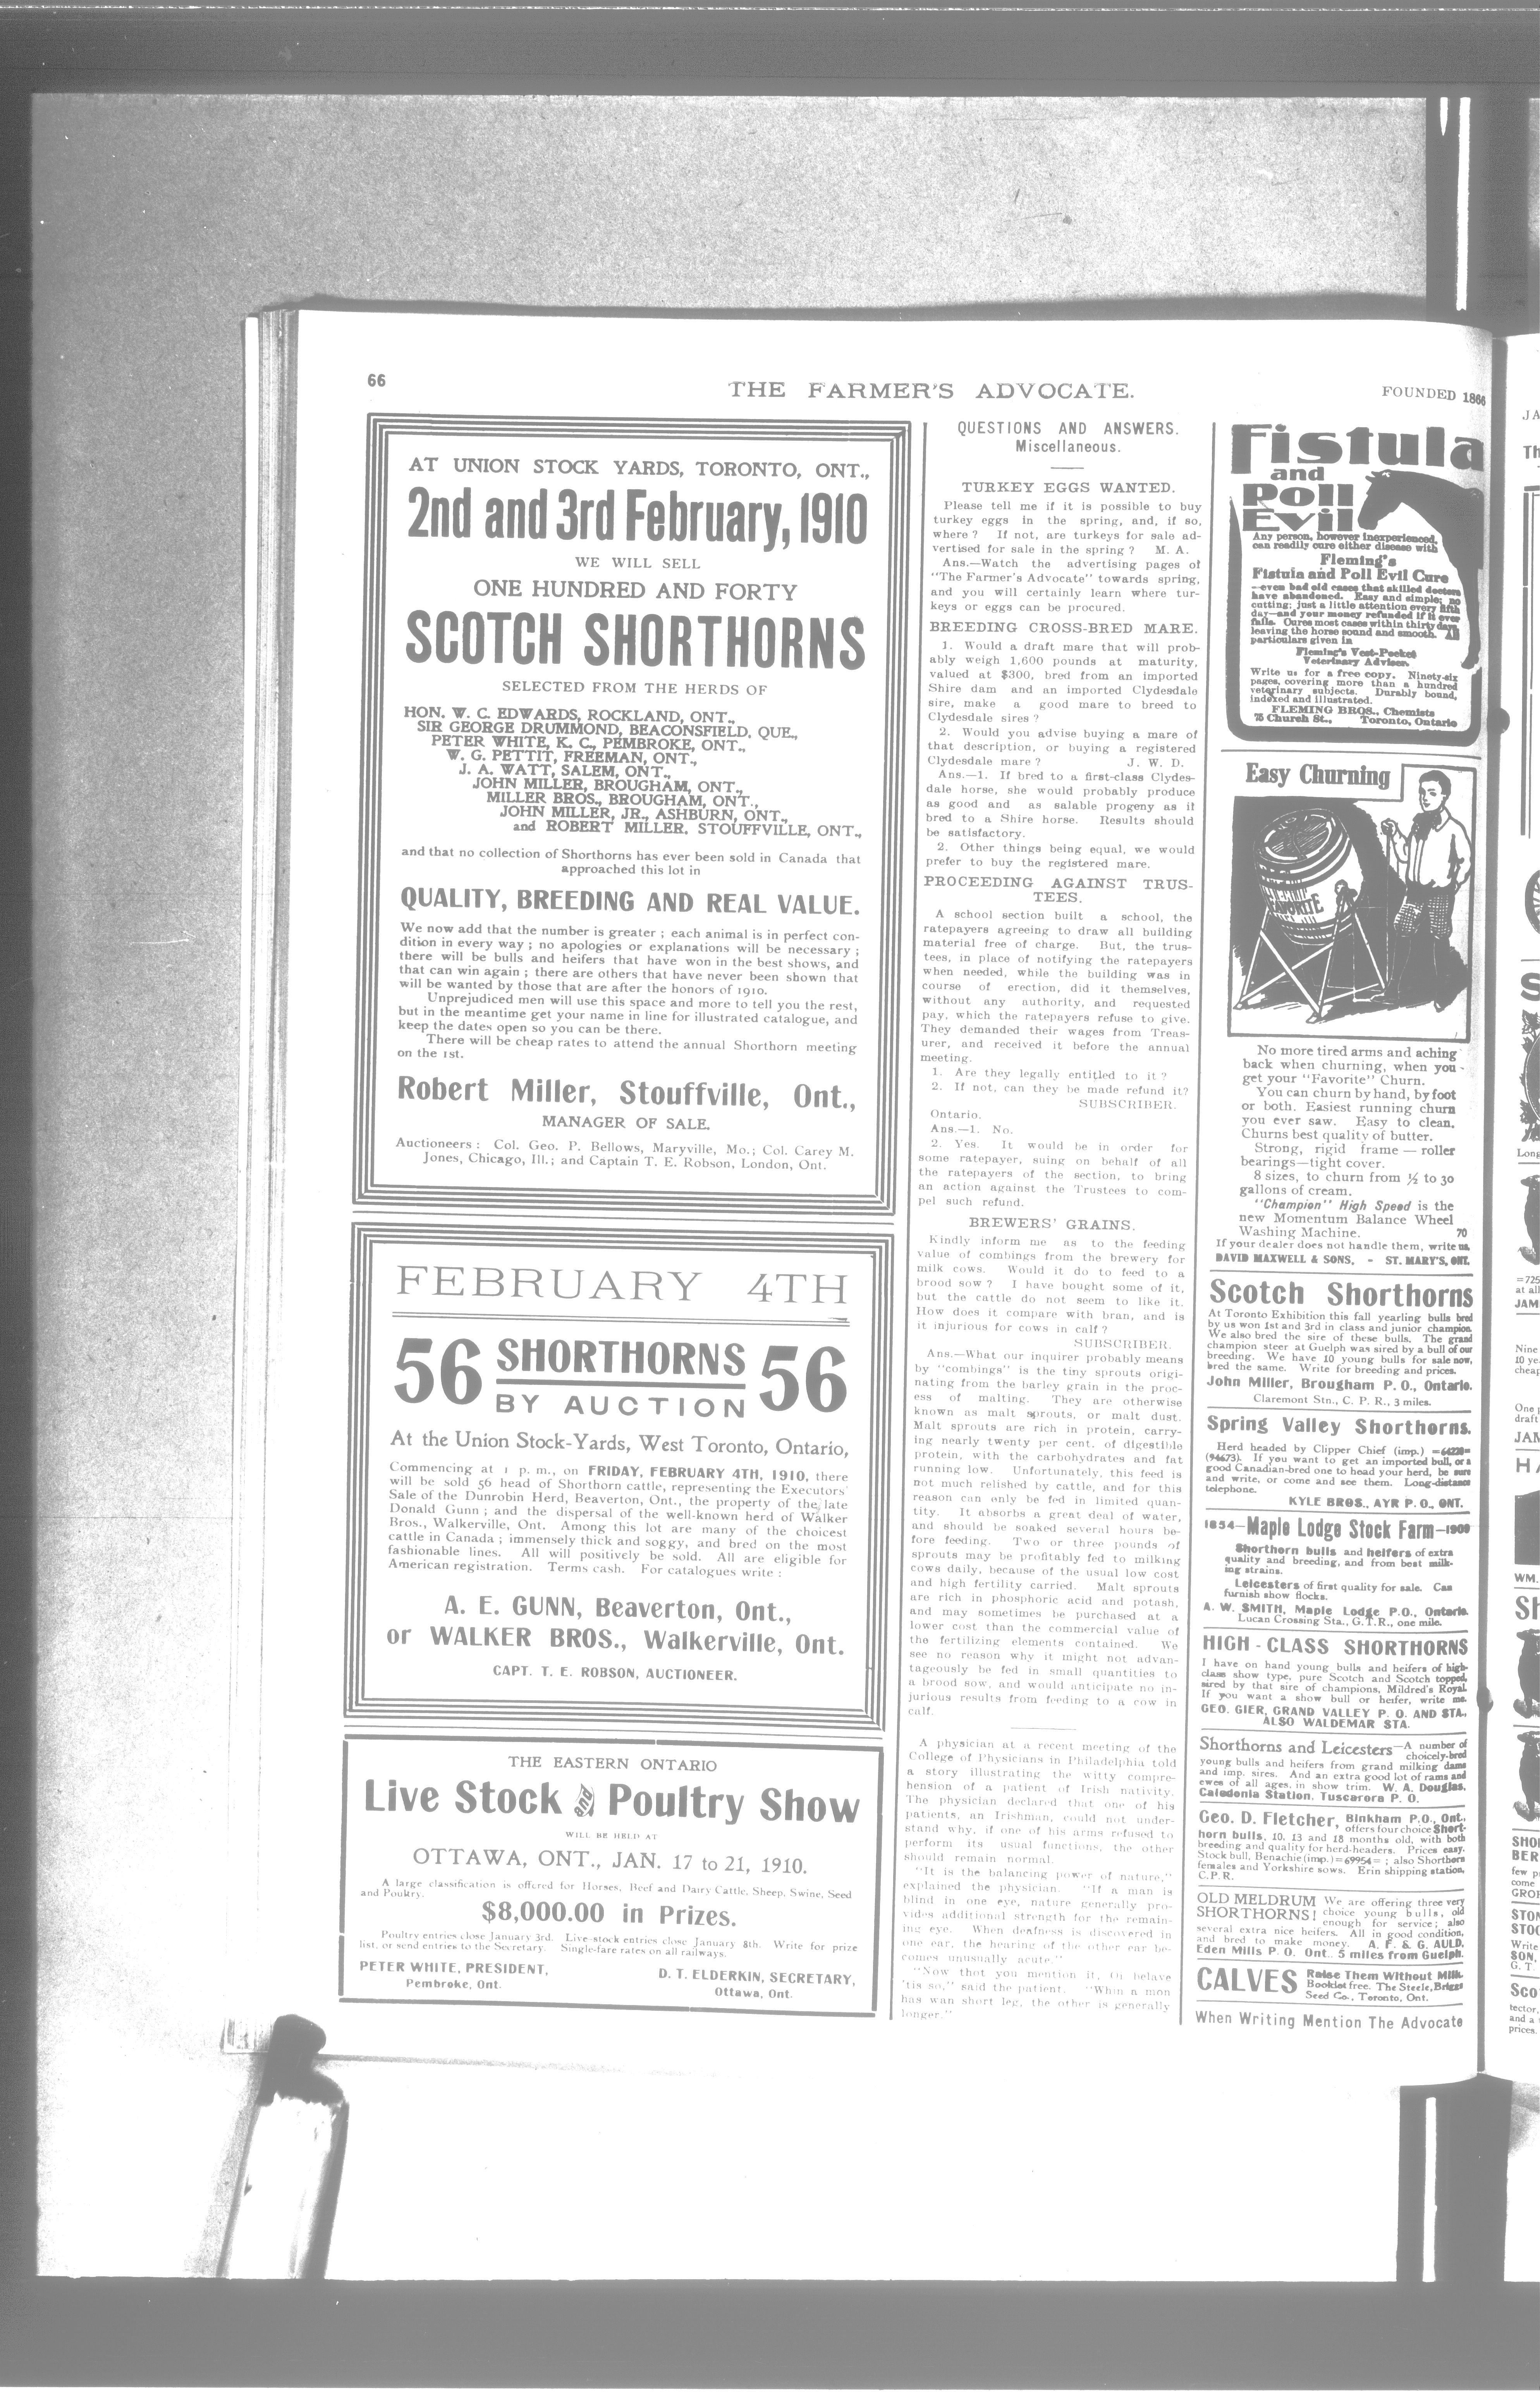 66
THE FARMER'S ADVOCATE.
FOUNDED 1866
AT UNION STOCK YARDS, TORONTO, ONT.,
2nd and 3rd February, 1910
WE WILL SELL
ONE HUNDRED AND FORTY
SCOTCH SHORTHORNS
SELECTED FROM THE HERDS OF
HON. W. C. EDWARDS, ROCKLAND, ONT.,
SIR GEORGE DRUMMOND, BEACONSFIELD, QUE.,
PETER WHITE, K. C., PEMBROKE, ONT.,
W. G. PETTIT, FREEMAN, ONT.,
J. A. WATT, SALEM, ONT.,
JOHN MILLER, BROUGHAM, ONT.,
MILLER BROS., BROUGHAM, ONT.,
JOHN MILLER, JR., ASHBURN, ONT.,
and ROBERT MILLER, STOUFFVILLE, ONT.,
and that no collection of Shorthorns has ever been sold in Canada that
approached this lot in
QUALITY, BREEDING AND REAL VALUE.
We now add that the number is greater ; each animal is in perfect con-
dition in every way ; no apologies or explanations will be necessary ;
there will be bulls and heifers that have won in the best shows, and
that can win again ; there are others that have never been shown that
will be wanted by those that are after the honors of 1910.
Unprejudiced men will use this space and more to tell you the rest,
but in the meantime get your name in line for illustrated catalogue, and
keep the dates open so you can be there.
There will be cheap rates to attend the annual Shorthorn meeting
on the 1st.
Robert Miller, Stouffville, Ont.,
MANAGER OF SALE.
Auctioneers : Col. Geo. P. Bellows, Maryville, Mo.; Col. Carey M.
Jones, Chicago, Ill.; and Captain T. E. Robson, London, Ont.
FEBRUARY 4TH
56 SHORTHORNS 56
BY AUCTION
At the Union Stock-Yards, West Toronto, Ontario,
Commencing at 1 p. m., on FRIDAY, FEBRUARY 4TH, 1910, there
will be sold 56 head of Shorthorn cattle, representing the Executors'
Sale of the Dunrobin Herd, Beaverton, Ont., the property of the late
Donald Gunn ; and the dispersal of the well-known herd of Walker
Bros., Walkerville, Ont. Among this lot are many of the choicest
cattle in Canada ; immensely thick and soggy, and bred on the most
fashionable lines. All will positively be sold. All are eligible for
American registration. Terms cash. For catalogues write :
A. E. GUNN, Beaverton, Ont.,
or WALKER BROS., Walkerville, Ont.
CAPT. T. E. ROBSON, AUCTIONEER.
THE EASTERN ONTARIO
Live Stock and Poultry Show
WILL BE HELD AT
OTTAWA, ONT., JAN. 17 to 21, 1910.
A large classification is offered for Horses, Beef and Dairy Cattle, Sheep, Swine, Seed
and Poultry.
$8,000.00 in Prizes.
Poultry entries close January 3rd. Live-stock entries close January 8th. Write for prize
list, or send entries to the Secretary. Single-fare rates on all railways.
PETER WHITE, PRESIDENT,
Pembroke, Ont.
D. T. ELDERKIN, SECRETARY,
Ottawa, Ont.
QUESTIONS AND ANSWERS.
Miscellaneous.
TURKEY EGGS WANTED.
Please tell me if it is possible to buy
turkey eggs in the spring, and, if so,
where ? If not, are turkeys for sale ad-
vertised for sale in the spring ? M. A.
Ans.—Watch the advertising pages of
"The Farmer's Advocate" towards spring,
and you will certainly learn where tur-
keys or eggs can be procured.
BREEDING CROSS-BRED MARE.
1. Would a draft mare that will prob-
ably weigh 1,600 pounds at maturity,
valued at $300, bred from an imported
Shire dam and an imported Clydesdale
sire, make a good mare to breed to
Clydesdale sires ?
2. Would you advise buying a mare of
that description, or buying a registered
Clydesdale mare ? J. W. D.
Ans.—1. If bred to a first-class Clydes-
dale horse, she would probably produce
as good and as salable progeny as if
bred to a Shire horse. Results should
be satisfactory.
2. Other things being equal, we would
prefer to buy the registered mare.
PROCEEDING AGAINST TRUS-
TEES.
A school section built a school, the
ratepayers agreeing to draw all building
material free of charge. But, the trus-
tees, in place of notifying the ratepayers
when needed, while the building was in
course of erection, did it themselves,
without any authority, and requested
pay, which the ratepayers refuse to give.
They demanded their wages from Treas-
urer, and received it before the annual
meeting.
1. Are they legally entitled to it ?
2. If not, can they be made refund it?
SUBSCRIBER.
Ontario.
Ans.—1. No.
2. Yes. It would be in order for
some ratepayer, suing on behalf of all
the ratepayers of the section, to bring
an action against the Trustees to com-
pel such refund.
BREWERS' GRAINS.
Kindly inform me as to the feeding
value of combings from the brewery for
milk cows. Would it do to feed to a
brood sow ? I have bought some of it,
but the cattle do not seem to like it.
How does it compare with bran, and is
it injurious for cows in calf ?
SUBSCRIBER.
Ans.—What our inquirer probably means
by "combings" is the tiny sprouts origi-
nating from the barley grain in the proc-
ess of malting. They are otherwise
known as malt sprouts, or malt dust.
Malt sprouts are rich in protein, carry-
ing nearly twenty per cent. of digestible
protein, with the carbohydrates and fat
running low. Unfortunately, this feed is
not much relished by cattle, and for this
reason can only be fed in limited quan-
tity. It absorbs a great deal of water,
and should be soaked several hours be-
fore feeding. Two or three pounds of
sprouts may be profitably fed to milking
cows daily, because of the usual low cost
and high fertility carried. Malt sprouts
are rich in phosphoric acid and potash,
and may sometimes be purchased at a
lower cost than the commercial value of
the fertilizing elements contained. We
see no reason why it might not advan-
tageously be fed in small quantities to
a brood sow, and would anticipate no in-
jurious results from feeding to a cow in
calf.
A physician at a recent meeting of the
College of Physicians in Philadelphia told
a story illustrating the witty compre-
hension of a patient of Irish nativity.
The physician declared that one of his
patients, an Irishman, could not under-
stand why, if one of his arms refused to
perform its usual functions, the other
should remain normal.
"It is the balancing power of nature,"
explained the physician. "If a man is
blind in one eye, nature generally pro-
vides additional strength for the remain-
ing eye. When deafness is discovered in
one ear, the hearing of the other ear be-
comes unusually acute."
"Now that you mention it, Oi belave
'tis so," said the patient. "Whin a mon
has wan short leg, the other is generally
longer."
Fistula
and
Poll
Evil
Any person, however inexperienced,
can readily cure either disease with
Fleming's
Fistula and Poll Evil Cure
—even bad old cases that skilled doctors
have abandoned. Easy and simple; no
cutting; just a little attention every fifth
day—and your money refunded if it ever
fails. Cures most cases within thirty days,
leaving the horse sound and smooth. All
particulars given in
Fleming's Vest-Pocket
Veterinary Adviser.
Write us for a free copy. Ninety-six
pages, covering more than a hundred
veterinary subjects. Durably bound,
indexed and illustrated.
FLEMING BROS., Chemists
75 Church St., Toronto, Ontario
Easy Churning
FAVORITE
No more tired arms and aching
back when churning, when you
get your "Favorite" Churn.
You can churn by hand, by foot
or both. Easiest running churn
you ever saw. Easy to clean.
Churns best quality of butter.
Strong, rigid frame — roller
bearings—tight cover.
8 sizes, to churn from ½ to 30
gallons of cream.
"Champion" High Speed is the
new Momentum Balance Wheel
Washing Machine. 70
If your dealer does not handle them, write us.
DAVID MAXWELL & SONS, - ST. MARY'S, ONT.
Scotch Shorthorns
At Toronto Exhibition this fall yearling bulls bred
by us won 1st and 3rd in class and junior champion.
We also bred the sire of these bulls. The grand
champion steer at Guelph was sired by a bull of our
breeding. We have 10 young bulls for sale now,
bred the same. Write for breeding and prices.
John Miller, Brougham P. O., Ontario.
Claremont Stn., C. P. R., 3 miles.
Spring Valley Shorthorns.
Herd headed by Clipper Chief (imp.) =64220=
(94673). If you want to get an imported bull, or a
good Canadian-bred one to head your herd, be sure
and write, or come and see them. Long-distance
telephone.
KYLE BROS., AYR P. O., ONT.
1854—Maple Lodge Stock Farm—1909
Shorthorn bulls and heifers of extra
quality and breeding, and from best milk-
ing strains.
Leicesters of first quality for sale. Can
furnish show flocks.
A. W. SMITH, Maple Lodge P.O., Ontario.
Lucan Crossing Sta., G.T.R., one mile.
HIGH - CLASS SHORTHORNS
I have on hand young bulls and heifers of high-
class show type, pure Scotch and Scotch topped,
sired by that sire of champions, Mildred's Royal.
If you want a show bull or heifer, write me.
GEO. GIER, GRAND VALLEY P. O. AND STA.,
ALSO WALDEMAR STA.
Shorthorns and Leicesters—A number of
choicely-bred
young bulls and heifers from grand milking dams
and imp. sires. And an extra good lot of rams and
ewes of all ages, in show trim. W. A. Douglas,
Caledonia Station. Tuscarora P. O.
Geo. D. Fletcher, Binkham P.O., Ont.,
offers four choice Short-
horn bulls, 10, 13 and 18 months old, with both
breeding and quality for herd-headers. Prices easy.
Stock bull, Benachie (imp.) =69954= ; also Shorthorn
females and Yorkshire sows. Erin shipping station,
C.P.R.
OLD MELDRUM We are offering three very
SHORTHORNS! choice young bulls, old
enough for service; also
several extra nice heifers. All in good condition,
and bred to make money. A. F. & G. AULD,
Eden Mills P. O. Ont.. 5 miles from Guelph.
CALVES Raise Them Without Milk.
Booklet free. The Steele, Briggs
Seed Co., Toronto, Ont.
When Writing Mention The Advocate